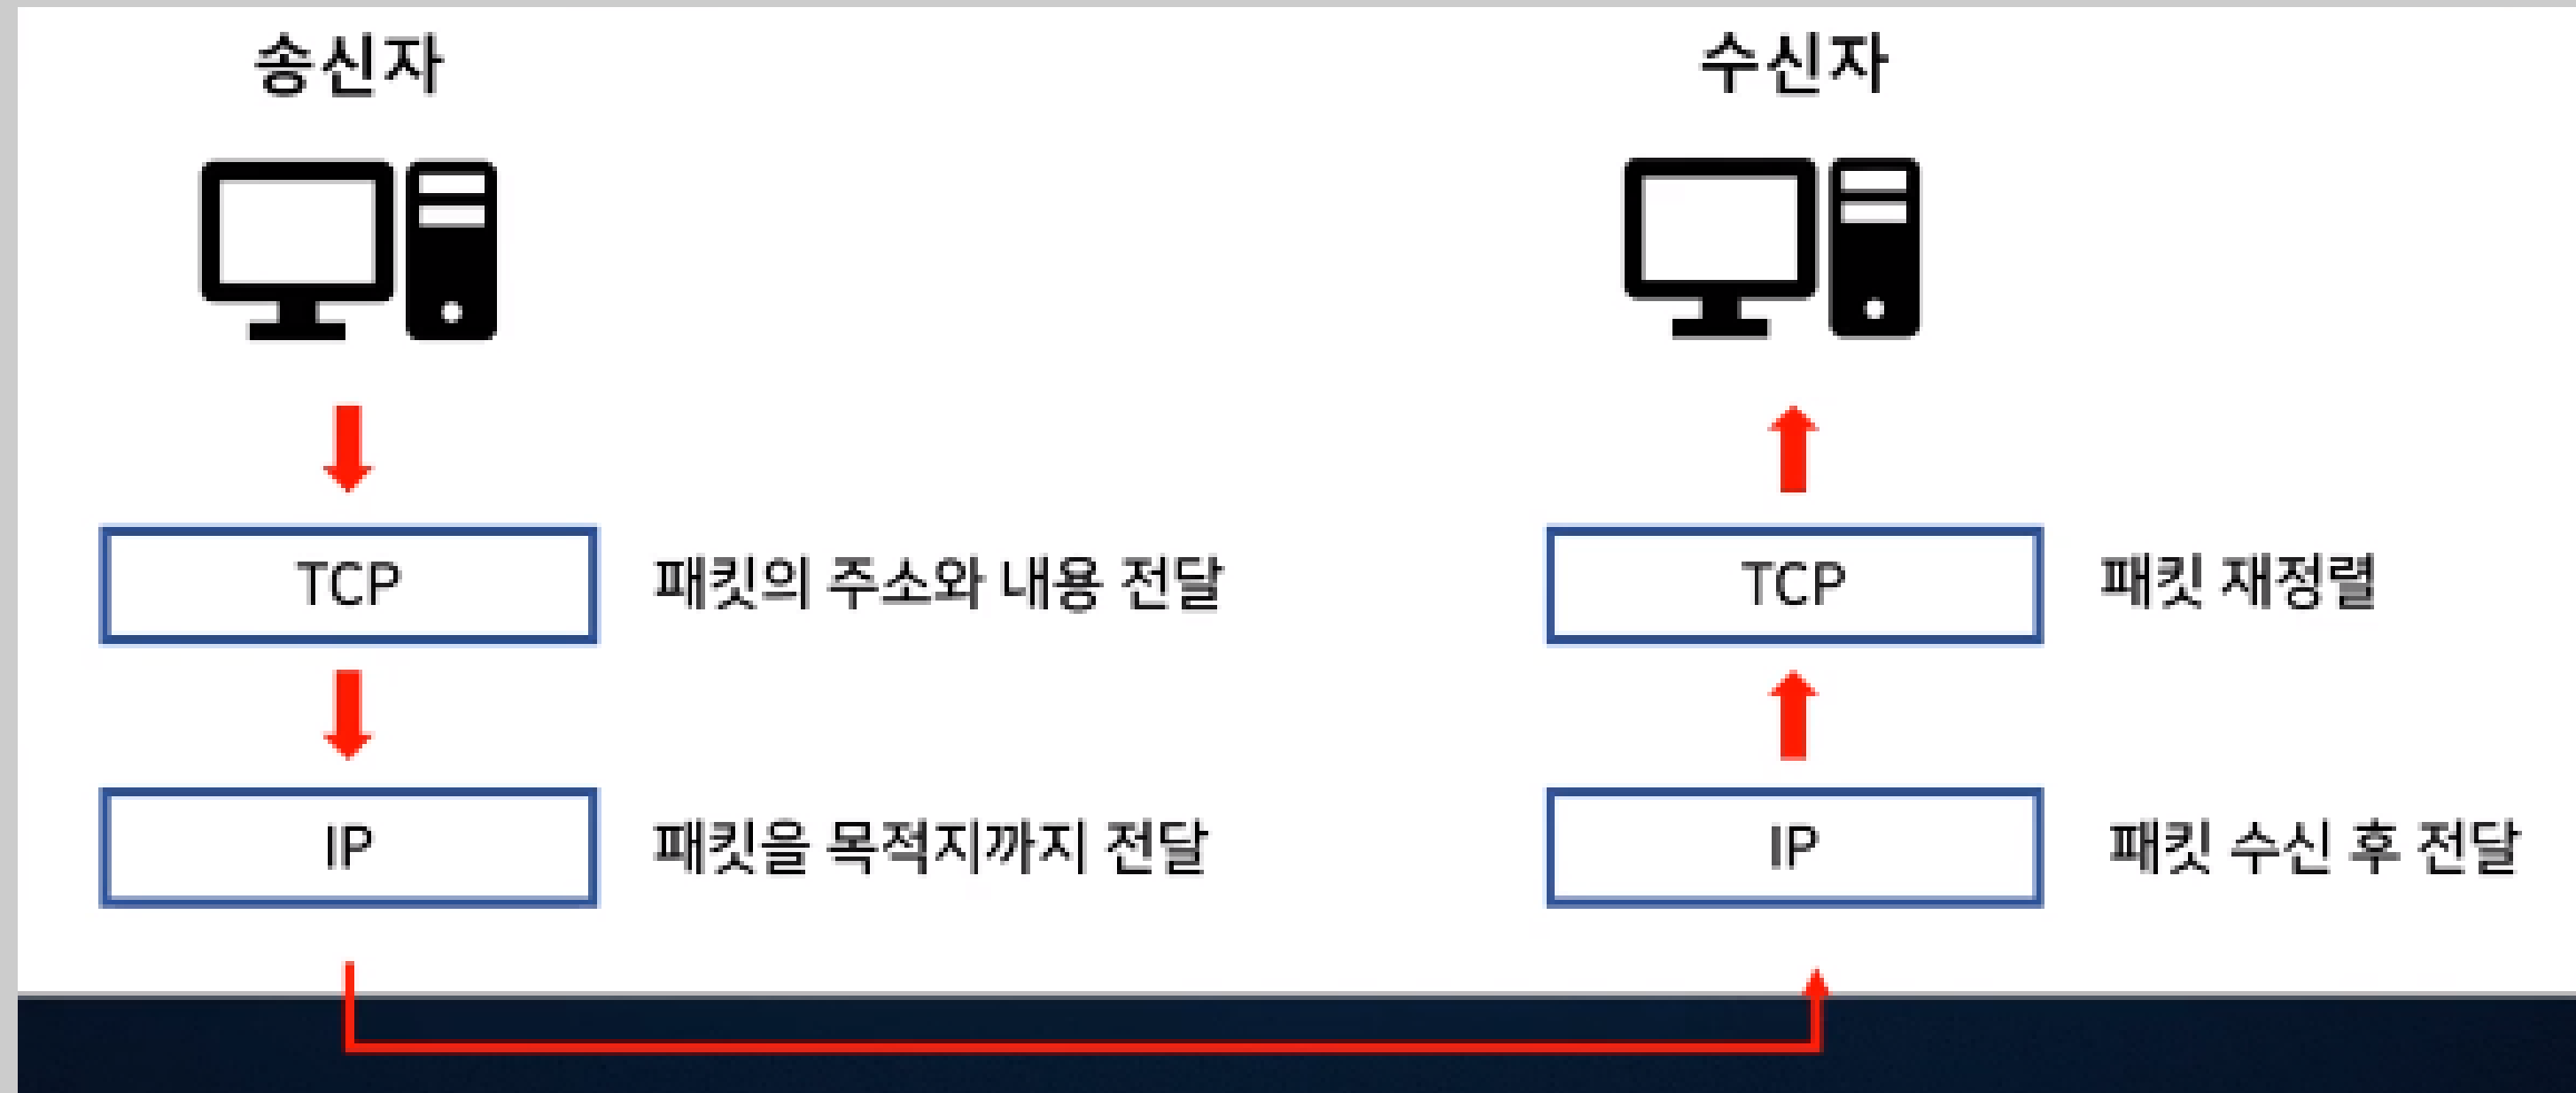 송신자
수신자
TCP
패킷의 주소와 내용 전달
TCP
패킷 재정렬
IP
패킷을 목적지까지 전달
IP
패킷 수신 후 전달